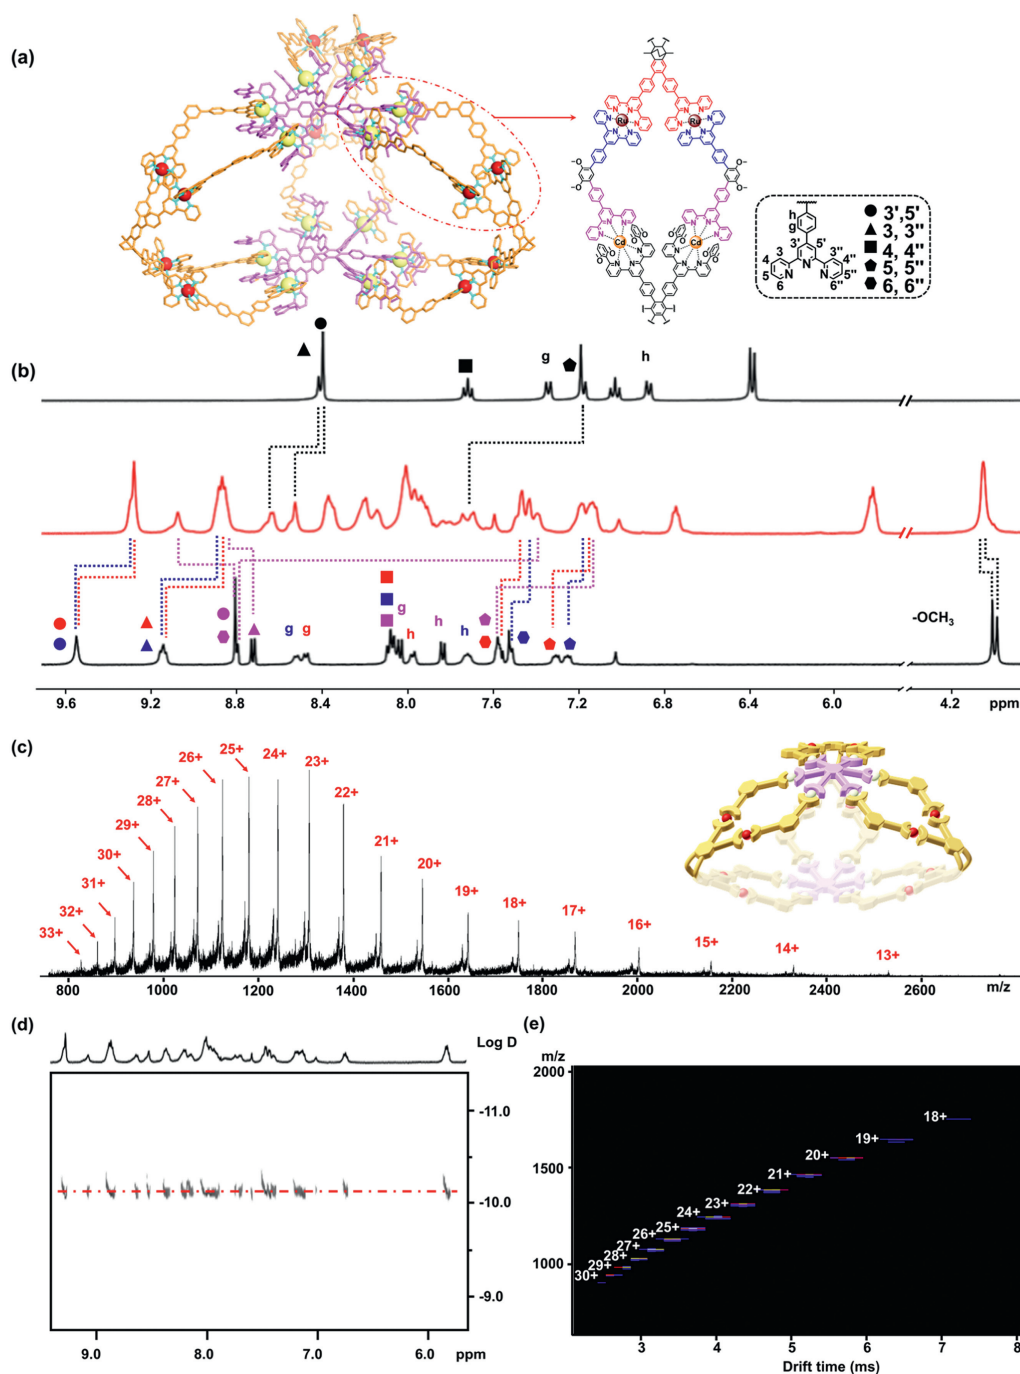 (a)
Ru
Ru
Cd
Cd
h
g
3' 5'
3 3''
4 4''
5 N N N 5''
6 6''
3',5'
3, 3''
4, 4''
5, 5''
6, 6''
(b)
g
h
-OCH3
g g
g
h
h
h
9.6 9.2 8.8 8.4 8.0 7.6 7.2 6.8 6.4 6.0 4.2 ppm
(c)
33+
32+
31+
30+
29+
28+
27+
26+
25+
24+
23+
22+
21+
20+
19+
18+
17+
16+
15+
14+
13+
800 1000 1200 1400 1600 1800 2000 2200 2400 2600 m/z
(d)
Log D
-11.0
-10.0
-9.0
9.0 8.0 7.0 6.0 ppm
(e)
m/z
2000
1500
1000
18+
19+
20+
21+
22+
23+
24+
25+
26+
27+
28+
29+
30+
3 4 5 6 7 8
Drift time (ms)